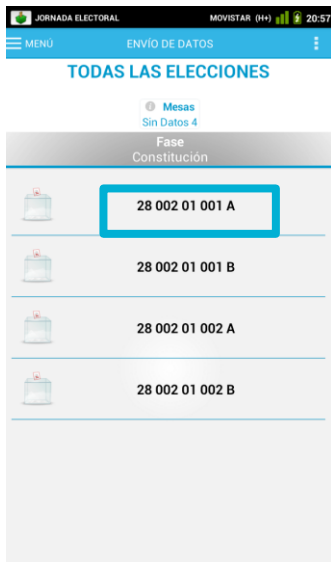 JORNADA ELECTORAL MOVISTAR (H+) 20:57
MENÚ ENVÍO DE DATOS
TODAS LAS ELECCIONES
Mesas
Sin Datos 4
Fase
Constitución
28 002 01 001 A
28 002 01 001 B
28 002 01 002 A
28 002 01 002 B